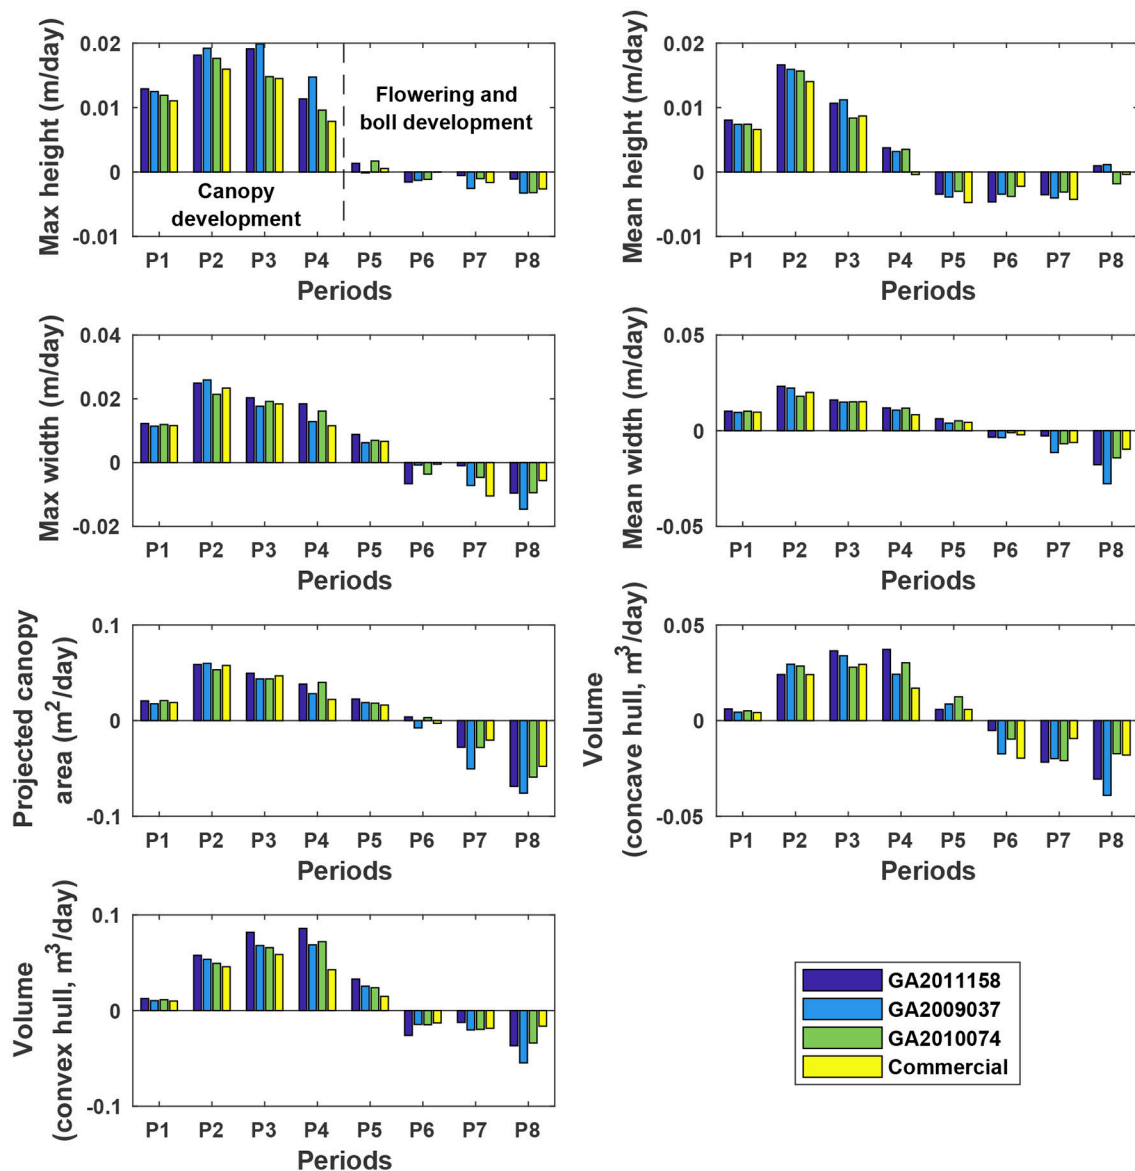 Max height (m/day)
0.02
0.01
0
-0.01
Flowering and
boll development
Canopy
development
P1 P2 P3 P4 P5 P6 P7 P8
Periods
Mean height (m/day)
0.02
0.01
0
-0.01
P1 P2 P3 P4 P5 P6 P7 P8
Periods
Max width (m/day)
0.04
0.02
0
-0.02
P1 P2 P3 P4 P5 P6 P7 P8
Periods
Mean width (m/day)
0.05
0
-0.05
P1 P2 P3 P4 P5 P6 P7 P8
Periods
Projected canopy
area (m²/day)
0.1
0
-0.1
P1 P2 P3 P4 P5 P6 P7 P8
Periods
Volume
(concave hull, m³/day)
0.05
0
-0.05
P1 P2 P3 P4 P5 P6 P7 P8
Periods
Volume
(convex hull, m³/day)
0.1
0
-0.1
P1 P2 P3 P4 P5 P6 P7 P8
Periods
GA2011158
GA2009037
GA2010074
Commercial